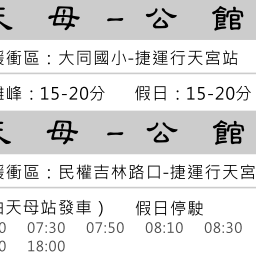 天 母 – 公 館
緩衝區：大同國小-捷運行天宮站
離峰：15-20分　假日：15-20分
天 母 – 公 館
緩衝區：民權吉林路口-捷運行天宮
由天母站發車）　假日停駛
0 07:30 07:50 08:10 08:30
0 18:00